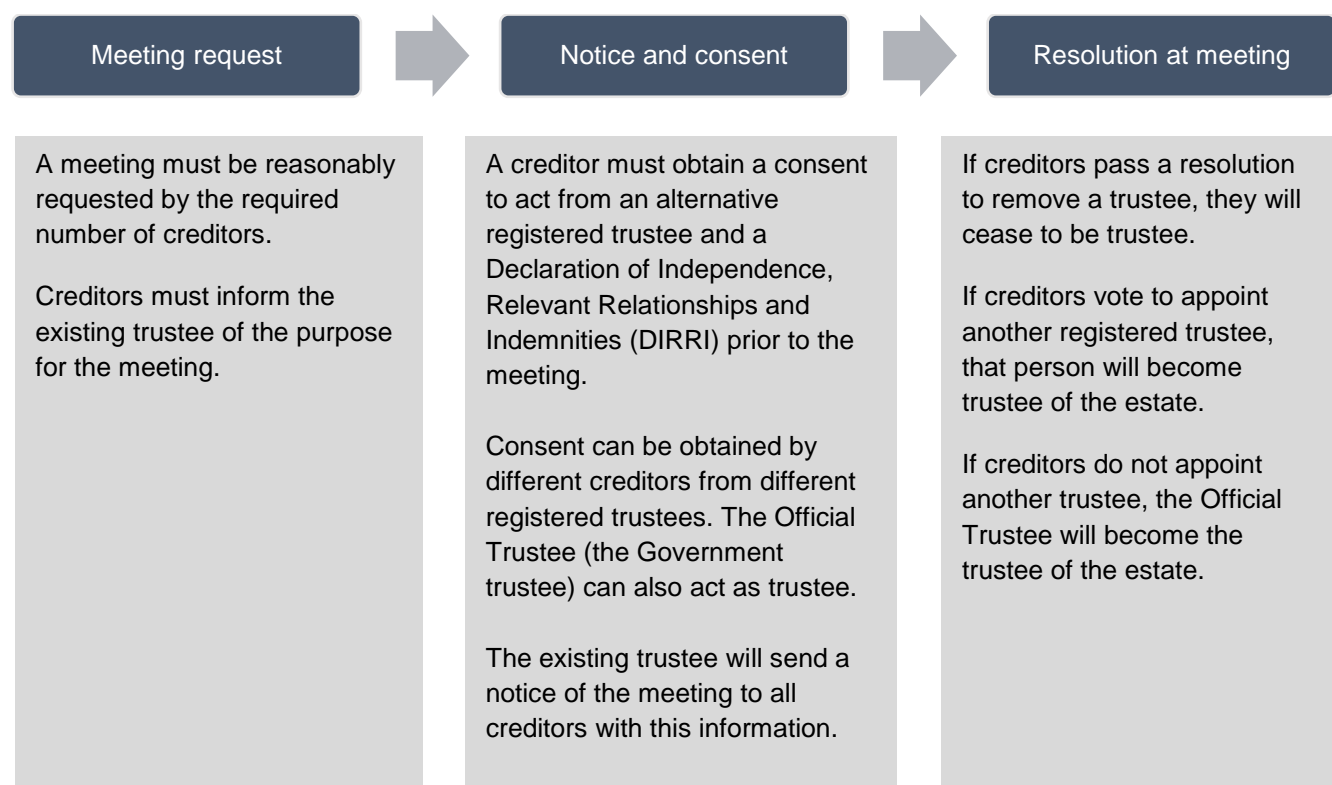 Meeting request
Notice and consent
Resolution at meeting
A meeting must be reasonably
requested by the required
number of creditors.
Creditors must inform the
existing trustee of the purpose
for the meeting.
A creditor must obtain a consent
to act from an alternative
registered trustee and a
Declaration of Independence,
Relevant Relationships and
Indemnities (DIRRI) prior to the
meeting.
Consent can be obtained by
different creditors from different
registered trustees. The Official
Trustee (the Government
trustee) can also act as trustee.
The existing trustee will send a
notice of the meeting to all
creditors with this information.
If creditors pass a resolution
to remove a trustee, they will
cease to be trustee.
If creditors vote to appoint
another registered trustee,
that person will become
trustee of the estate.
If creditors do not appoint
another trustee, the Official
Trustee will become the
trustee of the estate.